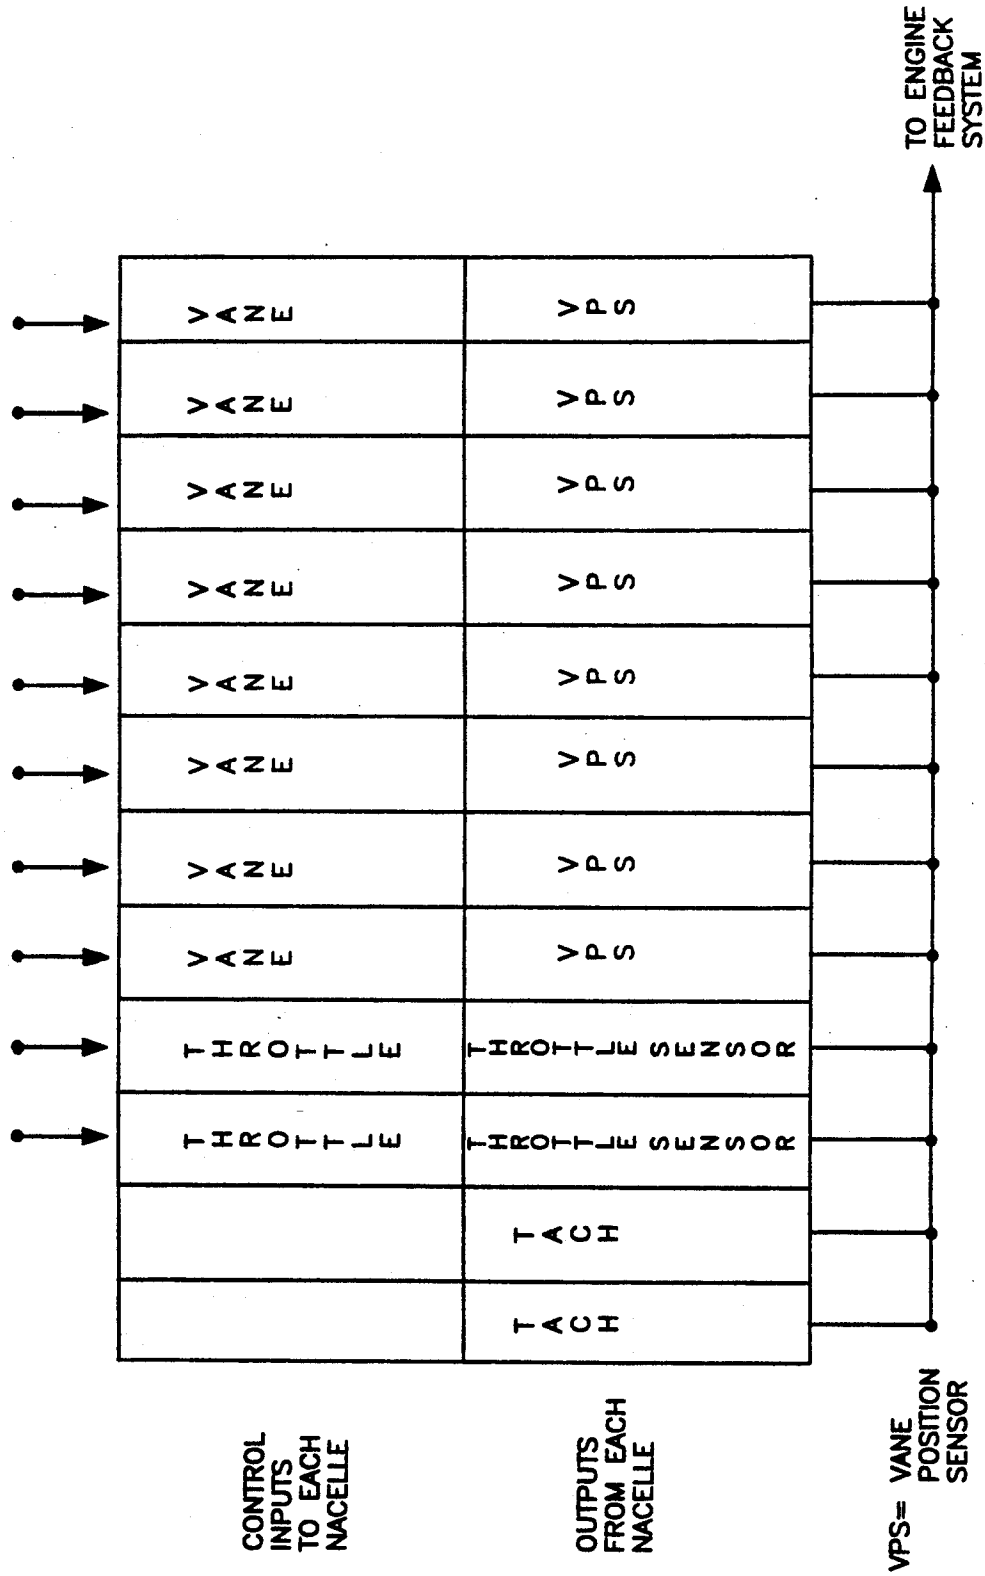 CONTROL
INPUTS
TO EACH
NACELLE
THROTTLE
THROTTLE
VANE
VANE
VANE
VANE
VANE
VANE
VANE
VANE
OUTPUTS
FROM EACH
NACELLE
TACH
TACH
THROTTLE SENSOR
THROTTLE SENSOR
VPS
VPS
VPS
VPS
VPS
VPS
VPS
VPS
VPS= VANE
POSITION
SENSOR
TO ENGINE
FEEDBACK
SYSTEM